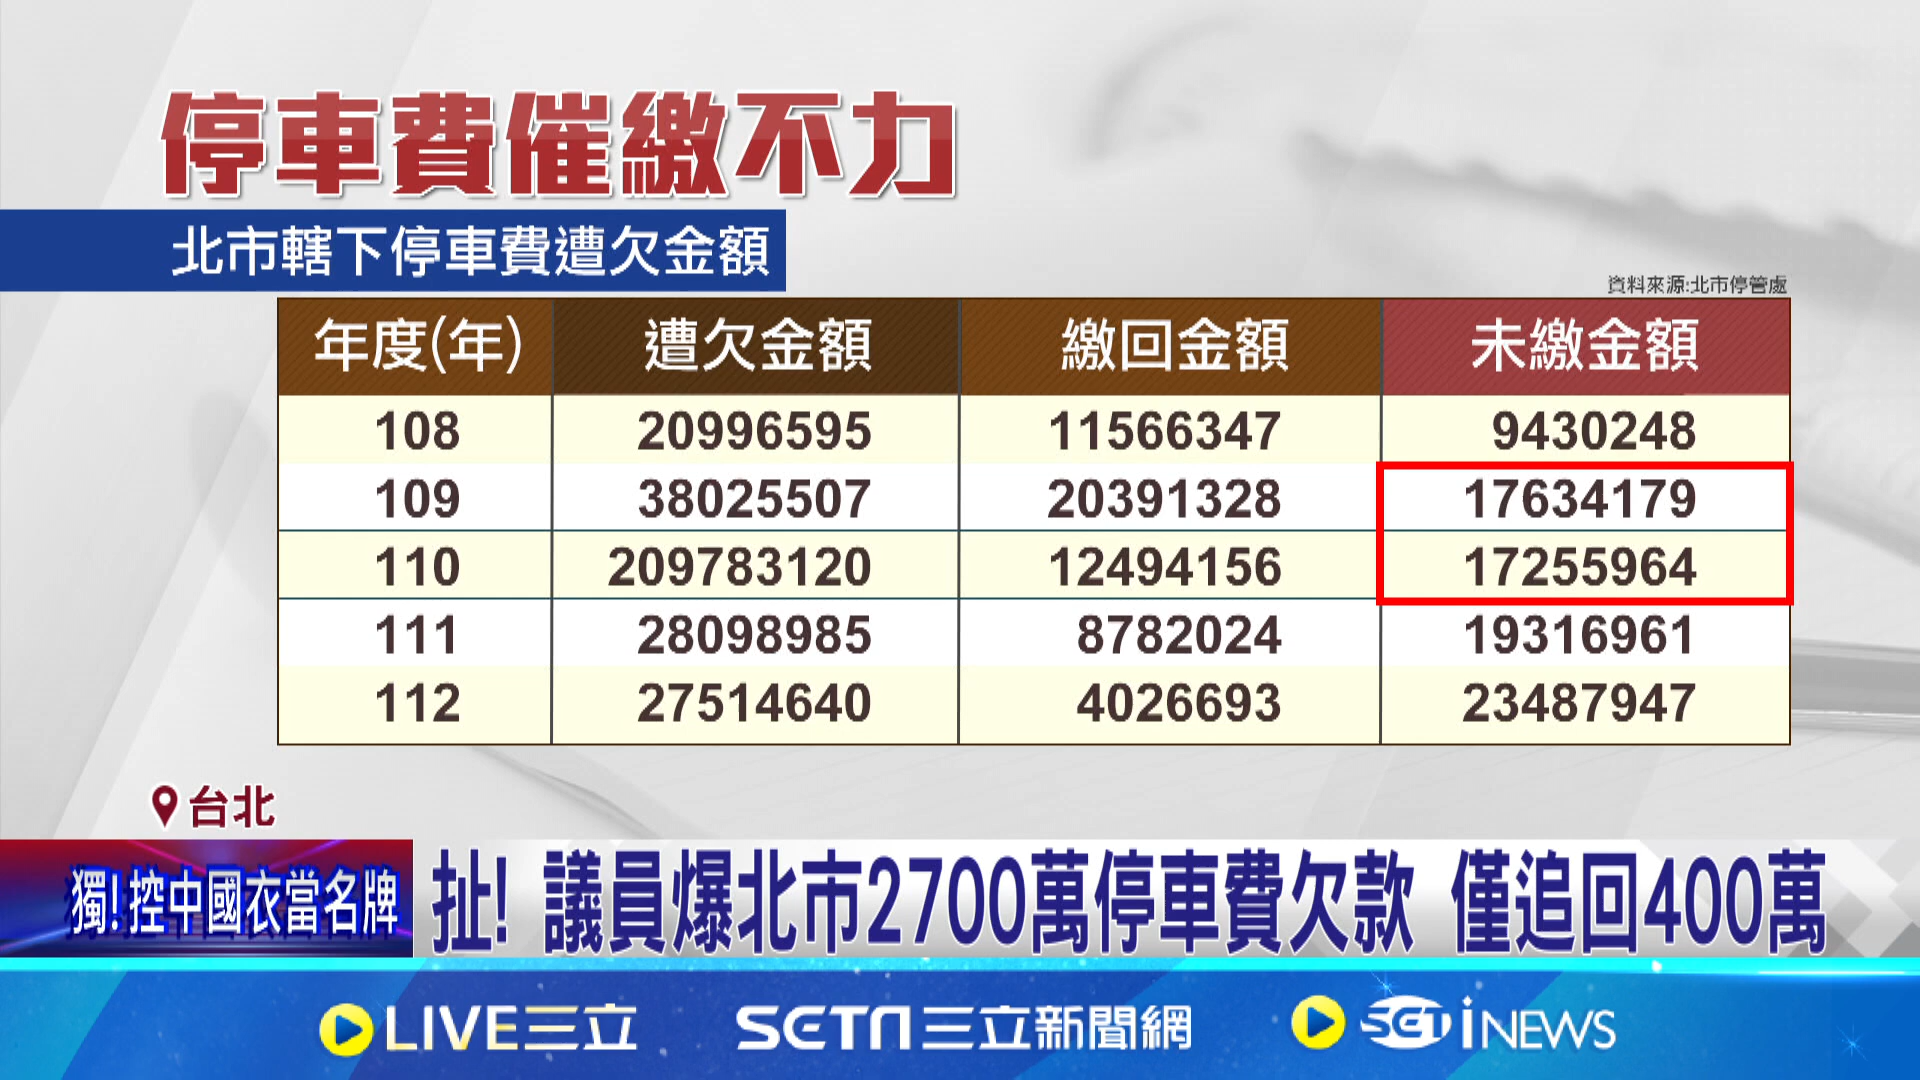 停車費催繳不力
北市轄下停車費遭欠金額
資料來源:北市停管處
年度(年) 遭欠金額 繳回金額 未繳金額
108 20996595 11566347 9430248
109 38025507 20391328 17634179
110 209783120 12494156 17255964
111 28098985 8782024 19316961
112 27514640 4026693 23487947
台北
獨!控中國衣當名牌
扯! 議員爆北市2700萬停車費欠款 僅追回400萬
LIVE三立 SETN三立新聞網 SETiNEWS